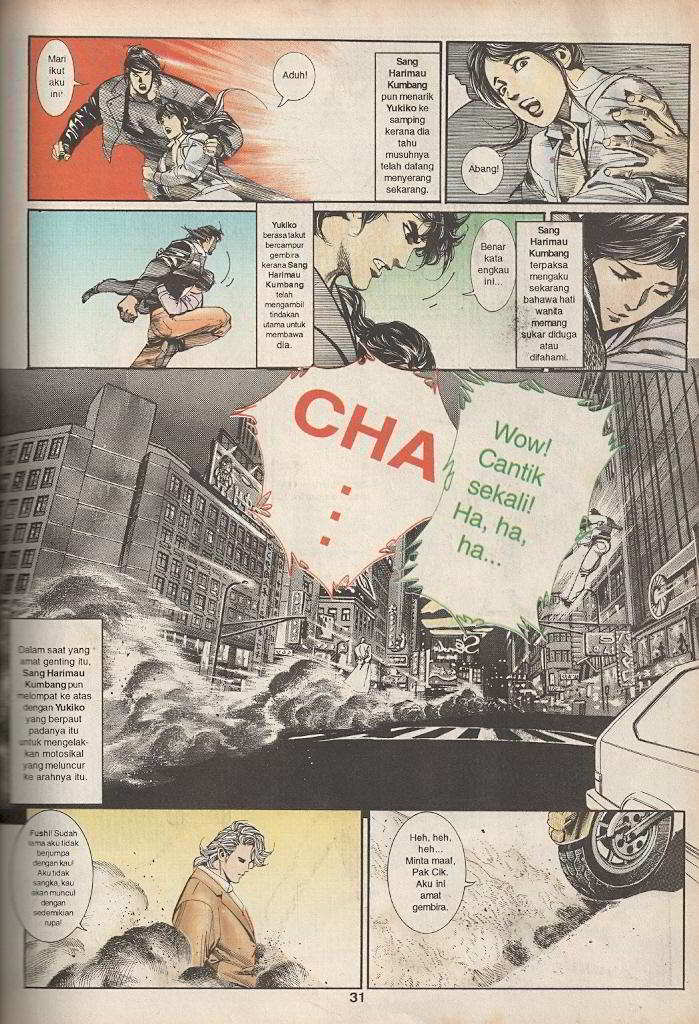 Mari
ikut
aku
ini!
Aduh!
Sang
Harimau
Kumbang
pun menarik
Yukiko ke
samping
kerana dia
tahu
musuhnya
telah datang
menyerang
sekarang.
Abang!
Yukiko
berasa takut
bercampur
gembira
kerana Sang
Harimau
Kumbang
telah
mengambil
tindakan
utama untuk
membawa
dia.
Benar
kata
engkau
ini...
Sang
Harimau
Kumbang
terpaksa
mengaku
sekarang
bahawa hati
wanita
memang
sukar diduga
atau
difahami.
CHA
...
Wow!
Cantik
sekali!
Ha, ha,
ha...
Dalam saat yang
amat genting itu,
Sang Harimau
Kumbang pun
melompat ke atas
dengan Yukiko
yang berpaut
padanya itu
untuk mengelak-
kan motosikal
yang meluncur
ke arahnya itu.
Fushi! Sudah
lama aku tidak
berjumpa
dengan kau!
Aku tidak
sangka, kau
akan muncul
dengan
sedemikian
rupa!
Heh, heh,
heh...
Minta maaf,
Pak Cik.
Aku ini
amat
gembira.
31